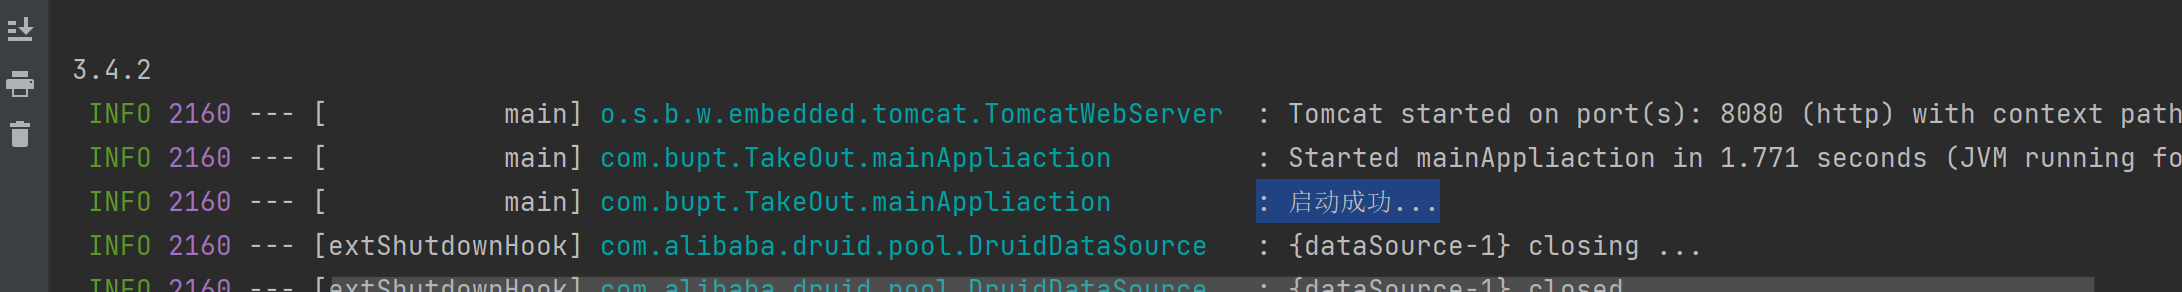 3.4.2
INFO 2160 --- [           main] o.s.b.w.embedded.tomcat.TomcatWebServer  : Tomcat started on port(s): 8080 (http) with context path
INFO 2160 --- [           main] com.bupt.TakeOut.mainAppliaction         : Started mainAppliaction in 1.771 seconds (JVM running fo
INFO 2160 --- [           main] com.bupt.TakeOut.mainAppliaction         : 启动成功...
INFO 2160 --- [extShutdownHook] com.alibaba.druid.pool.DruidDataSource   : {dataSource-1} closing ...
INFO 2160 --- [extShutdownHook] com.alibaba.druid.pool.DruidDataSource   : {dataSource-1} closed